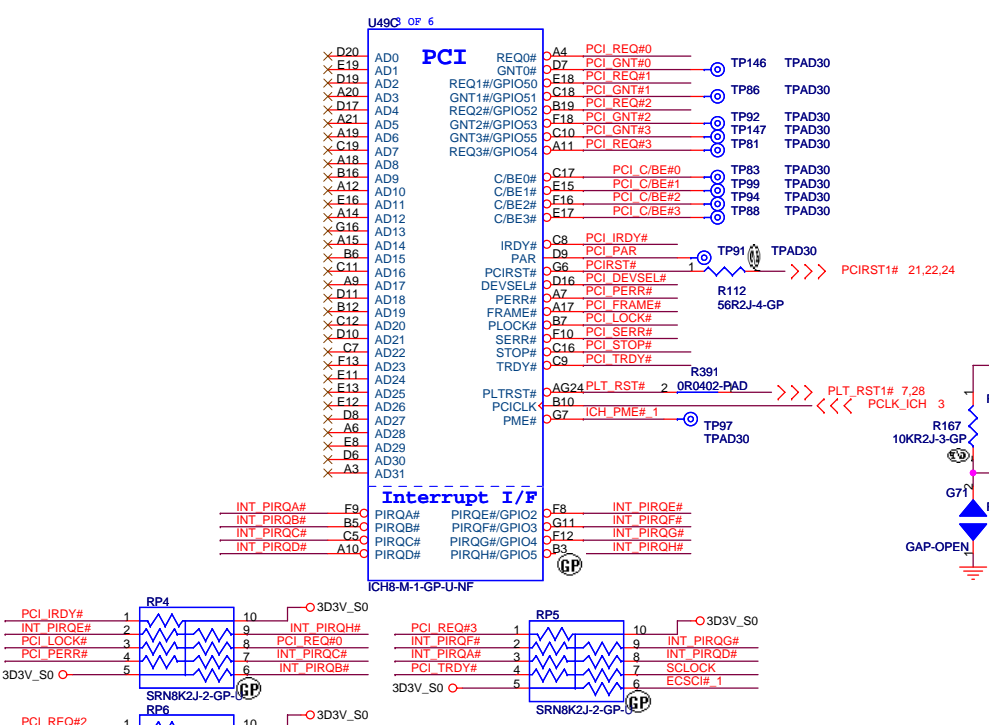 U49C 3 OF 6
PCI
D20 AD0 REQ0# A4 PCI_REQ#0
E19 AD1 GNT0# D7 PCI_GNT#0 TP146 TPAD30
D19 AD2 REQ1#/GPIO50 E18 PCI_REQ#1
A20 AD3 GNT1#/GPIO51 C18 PCI_GNT#1 TP86 TPAD30
D17 AD4 REQ2#/GPIO52 B19 PCI_REQ#2
A21 AD5 GNT2#/GPIO53 F18 PCI_GNT#2 TP92 TPAD30
A19 AD6 GNT3#/GPIO55 C10 PCI_GNT#3 TP147 TPAD30
C19 AD7 REQ3#/GPIO54 A11 PCI_REQ#3 TP81 TPAD30
A18 AD8
B16 AD9 C/BE0# C17 PCI_C/BE#0 TP83 TPAD30
A12 AD10 C/BE1# E15 PCI_C/BE#1 TP99 TPAD30
E16 AD11 C/BE2# F16 PCI_C/BE#2 TP94 TPAD30
A14 AD12 C/BE3# E17 PCI_C/BE#3 TP88 TPAD30
G16 AD13
A15 AD14 IRDY# C8 PCI_IRDY#
B6 AD15 PAR D9 PCI_PAR TP91 TPAD30
C11 AD16 PCIRST# G6 PCIRST# 1 PCIRST1# 21,22,24
A9 AD17 DEVSEL# D16 PCI_DEVSEL# R112
D11 AD18 PERR# A7 PCI_PERR# 56R2J-4-GP
B12 AD19 FRAME# A17 PCI_FRAME#
C12 AD20 PLOCK# B7 PCI_LOCK#
D10 AD21 SERR# F10 PCI_SERR#
C7 AD22 STOP# C16 PCI_STOP#
F13 AD23 TRDY# C9 PCI_TRDY#
E11 AD24 R391
E13 AD25 PLTRST# AG24 PLT_RST# 2 0R0402-PAD 1 PLT_RST1# 7,28
E12 AD26 PCICLK B10 PCLK_ICH 3
D8 AD27 PME# G7 ICH_PME#_1 TP97
A6 AD28 TPAD30
E8 AD29
D6 AD30
A3 AD31
1
R167
10KR2J-3-GP
G71 2
GAP-OPEN
Interrupt I/F
INT_PIRQA# F9 PIRQA# PIRQE#/GPIO2 F8 INT_PIRQE#
INT_PIRQB# B5 PIRQB# PIRQF#/GPIO3 G11 INT_PIRQF#
INT_PIRQC# C5 PIRQC# PIRQG#/GPIO4 F12 INT_PIRQG#
INT_PIRQD# A10 PIRQD# PIRQH#/GPIO5 B3 INT_PIRQH#
GP
ICH8-M-1-GP-U-NF
RP4
PCI_IRDY# 1 10 3D3V_S0
INT_PIRQE# 2 9 INT_PIRQH#
PCI_LOCK# 3 8 PCI_REQ#0
PCI_PERR# 4 7 INT_PIRQC#
3D3V_S0 5 6 INT_PIRQB#
SRN8K2J-2-GP-U GP
RP5
PCI_REQ#3 1 10 3D3V_S0
INT_PIRQF# 2 9 INT_PIRQG#
INT_PIRQA# 3 8 INT_PIRQD#
PCI_TRDY# 4 7 SCLOCK
3D3V_S0 5 6 ECSCI#_1
SRN8K2J-2-GP-U GP
RP6
PCI_REQ#2 1 10 3D3V_S0